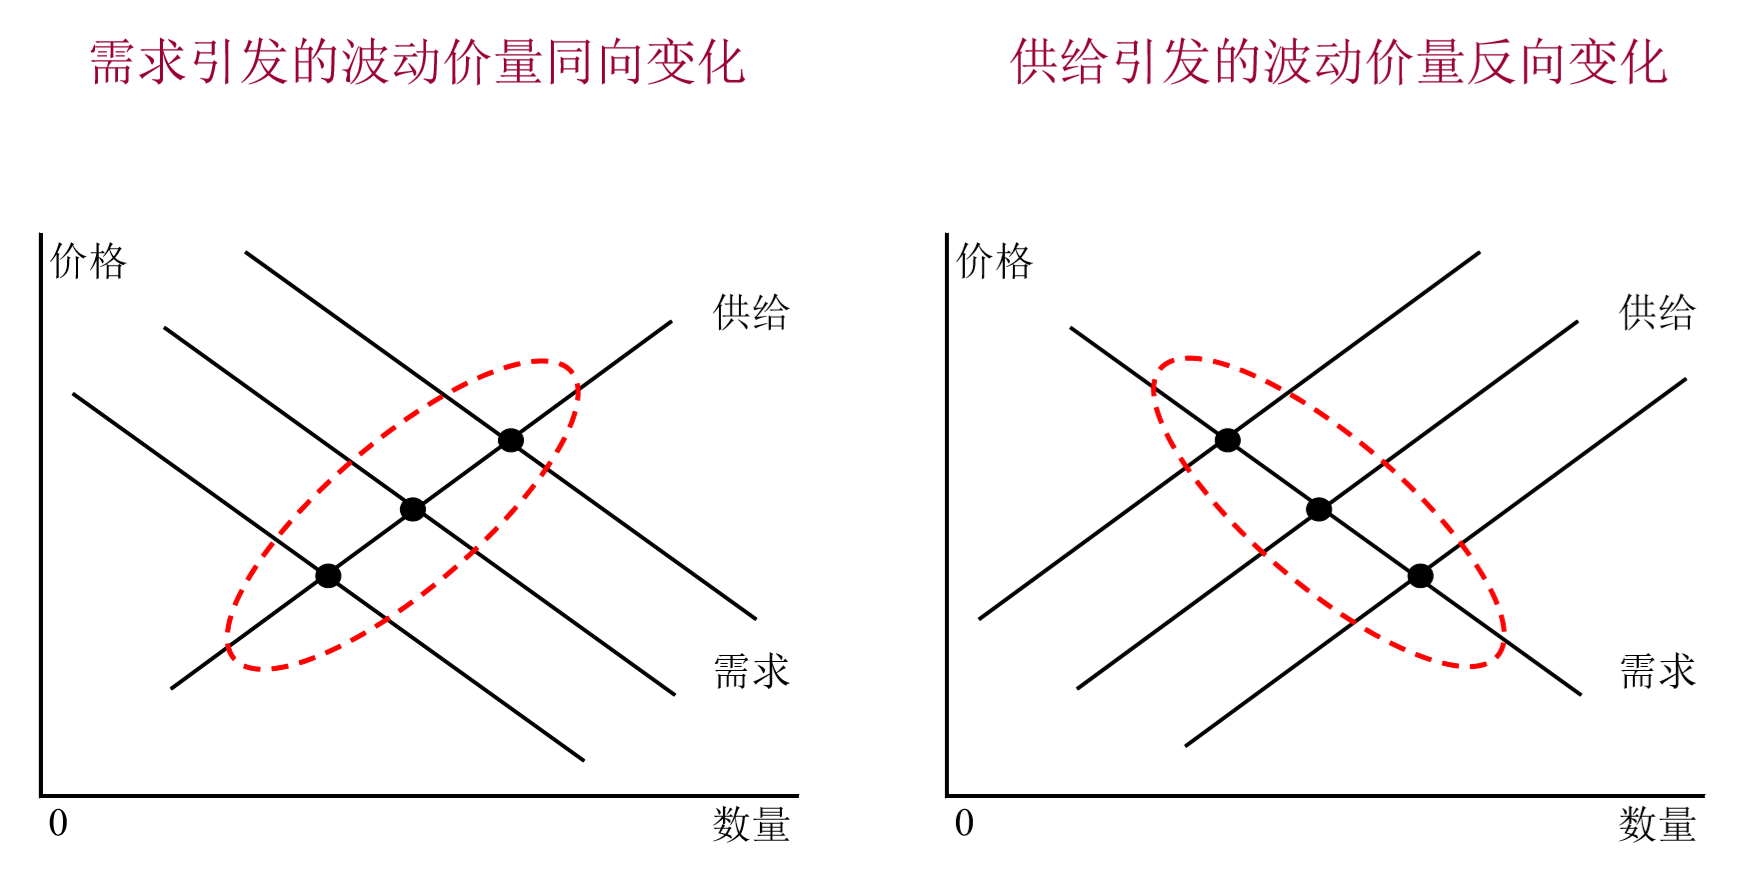 需求引发的波动价量同向变化
供给引发的波动价量反向变化
价格
供给
需求
0
数量
价格
供给
需求
0
数量